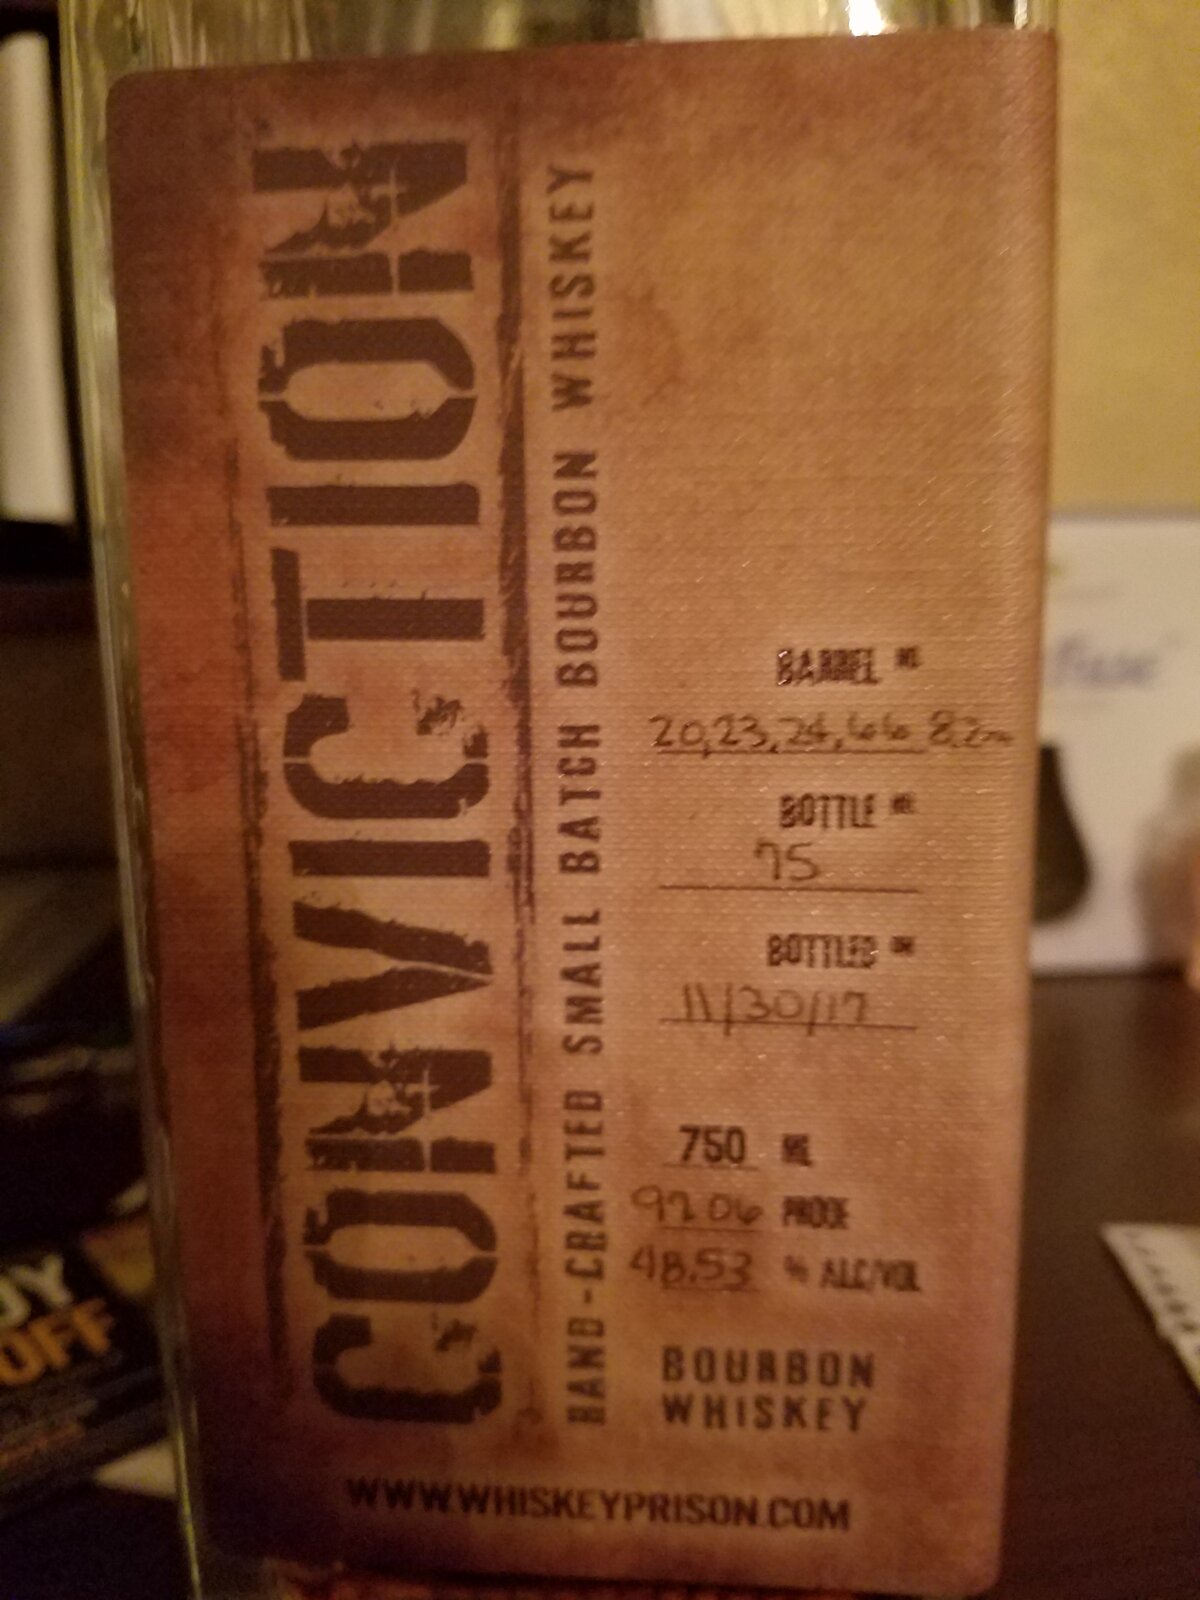 CONVICTION
HAND-CRAFTED SMALL BATCH BOURBON WHISKEY
BARREL NO.
20,23,24,66 82
BOTTLE NO.
75
BOTTLED ON
11/30/17
750 ML
97.06 PROOF
48.53 % ALC/VOL
BOURBON
WHISKEY
WWW.WHISKEYPRISON.COM
OFF